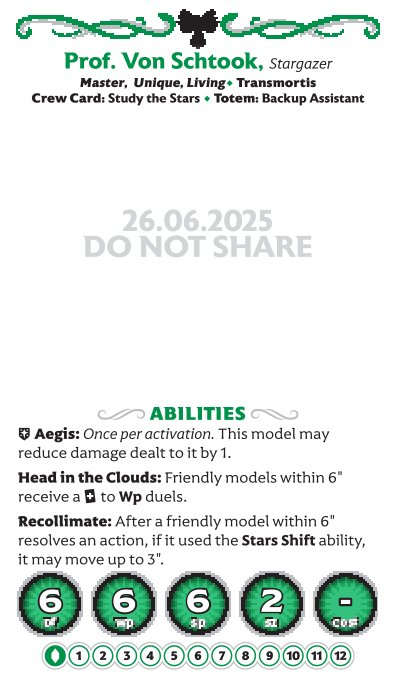 Prof. Von Schtook, Stargazer
Master, Unique, Living ⬥ Transmortis
Crew Card: Study the Stars ⬥ Totem: Backup Assistant
26.06.2025
DO NOT SHARE
ABILITIES
Aegis: Once per activation. This model may
reduce damage dealt to it by 1.
Head in the Clouds: Friendly models within 6"
receive a + to Wp duels.
Recollimate: After a friendly model within 6"
resolves an action, if it used the Stars Shift ability,
it may move up to 3".
6 6 6 2 -
Df Wp Sp Sz Cost
1 2 3 4 5 6 7 8 9 10 11 12